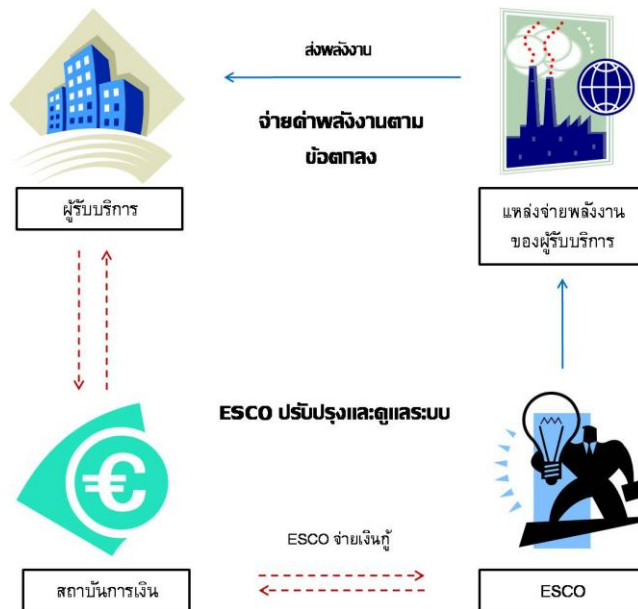 ส่งพลังงาน
จ่ายค่าพลังงานตาม
ข้อตกลง
ผู้รับบริการ
แหล่งจ่ายพลังงาน
ของผู้รับบริการ
ESCO ปรับปรุงและดูแลระบบ
ESCO จ่ายเงินกู้
สถาบันการเงิน
ESCO